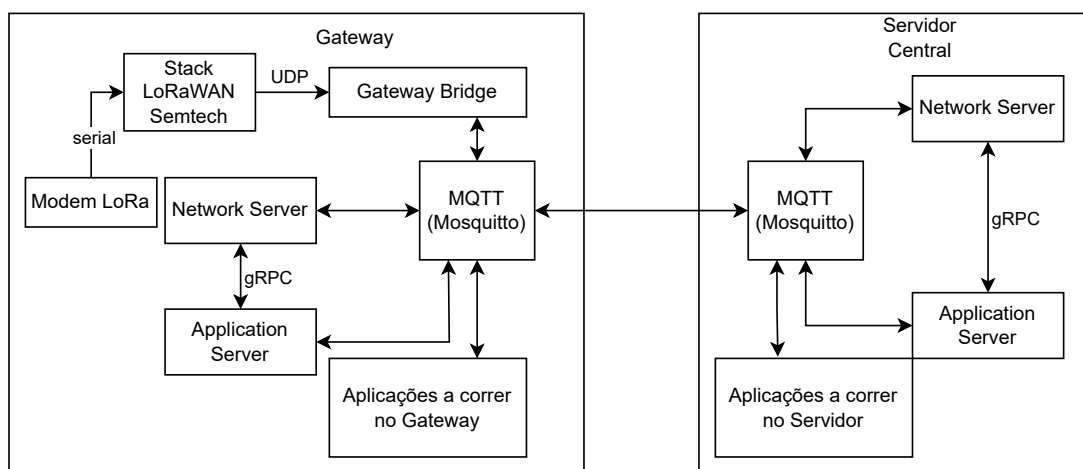 Gateway
Stack
LoRaWAN
Semtech
UDP
Gateway Bridge
serial
Modem LoRa
Network Server
MQTT
(Mosquitto)
gRPC
Application
Server
Aplicações a correr
no Gateway
Servidor
Central
Network Server
MQTT
(Mosquitto)
gRPC
Application
Server
Aplicações a correr
no Servidor